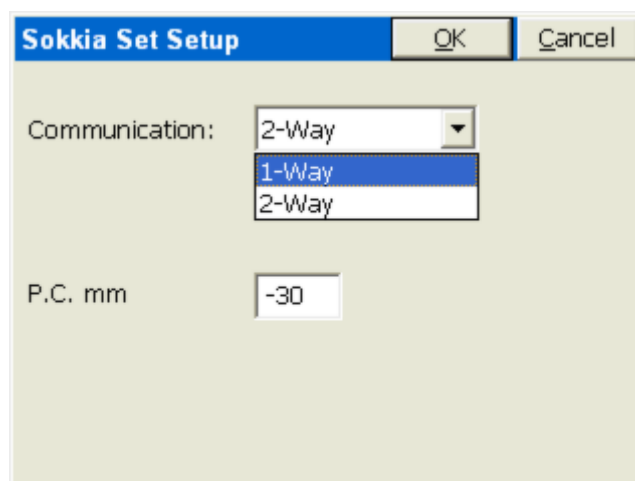 Sokkia Set Setup OK Cancel
Communication: 2-Way
1-Way
2-Way
P.C. mm -30